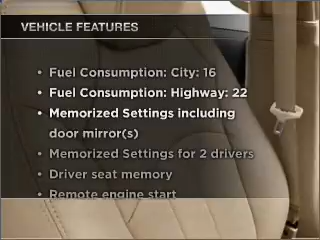 VEHICLE FEATURES
• Fuel Consumption: City: 16
• Fuel Consumption: Highway: 22
• Memorized Settings including
door mirror(s)
• Memorized Settings for 2 drivers
• Driver seat memory
• Remote engine start